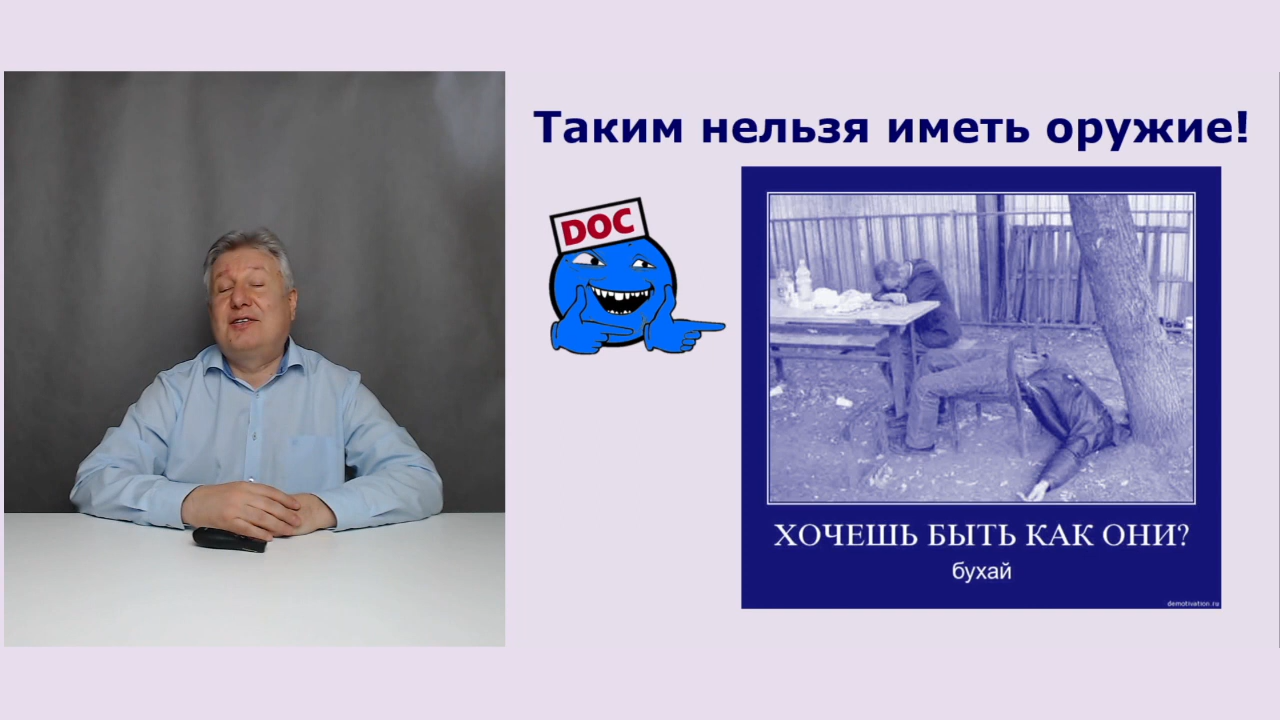 Таким нельзя иметь оружие!
DOC
ХОЧЕШЬ БЫТЬ КАК ОНИ?
бухай
demotivation.ru